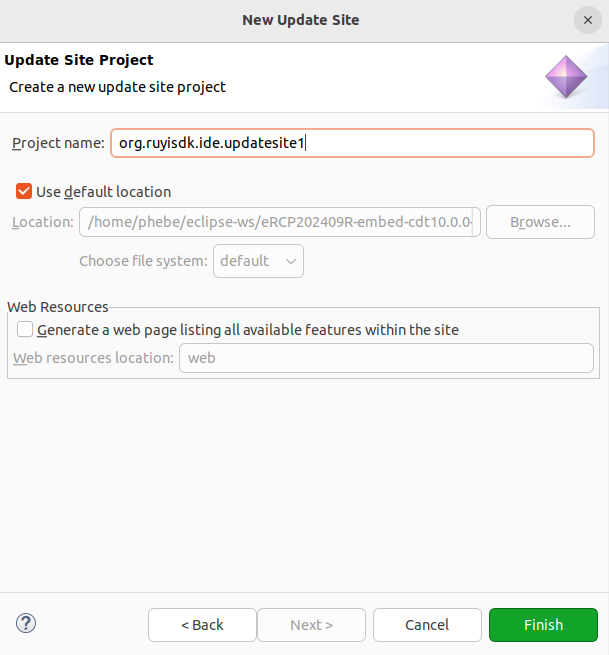 New Update Site
Update Site Project
Create a new update site project
Project name: org.ruyisdk.ide.updatesite1
Use default location
Location: /home/phebe/eclipse-ws/eRCP202409R-embed-cdt10.0.0- Browse...
Choose file system: default
Web Resources
Generate a web page listing all available features within the site
Web resources location: web
? < Back Next > Cancel Finish